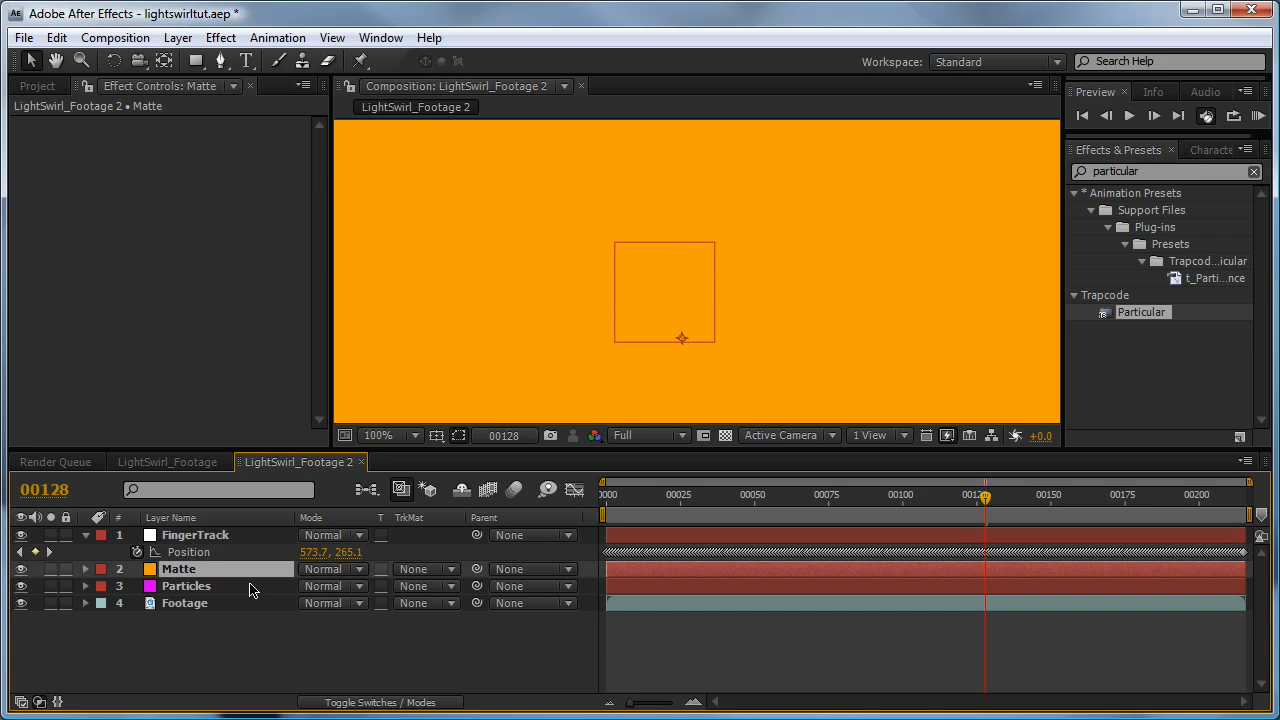 Adobe After Effects - lightswirltut.aep *
File Edit Composition Layer Effect Animation View Window Help
Workspace: Standard Search Help
Project Effect Controls: Matte Composition: LightSwirl_Footage 2 Preview Info Audio
LightSwirl_Footage 2 • Matte LightSwirl_Footage 2
Effects & Presets Characte
particular
* Animation Presets
Support Files
Plug-ins
Presets
Trapcod...icular
t_Parti...nce
Trapcode
Particular
100% 00128 Full Active Camera 1 View +0.0
Render Queue LightSwirl_Footage LightSwirl_Footage 2
00128 0000 00025 00050 00075 00100 00150 00175 00200
# Layer Name Mode T TrkMat Parent
1 FingerTrack Normal None
Position 573.7, 265.1
2 Matte Normal None None
3 Particles Normal None None
4 Footage Normal None None
Toggle Switches / Modes